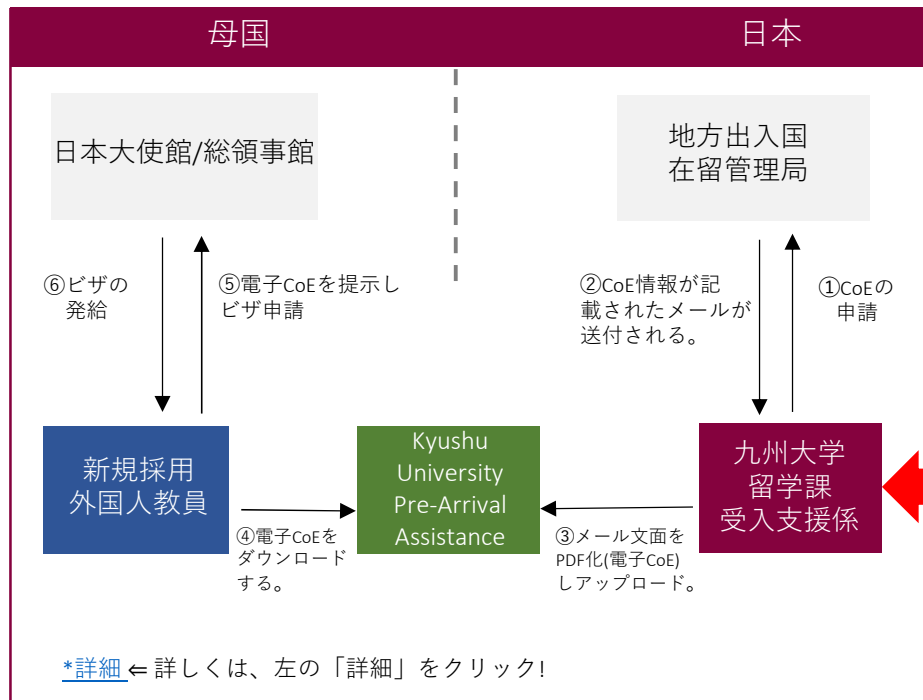 母国
日本
日本大使館/総領事館
地方出入国
在留管理局
⑥ビザの
発給
⑤電子CoEを提示し
ビザ申請
②CoE情報が記
載されたメールが
送付される。
①CoEの
申請
新規採用
外国人教員
Kyushu
University
Pre-Arrival
Assistance
九州大学
留学課
受入支援係
④電子CoEを
ダウンロード
する。
③メール文面を
PDF化(電子CoE)
しアップロード。
*詳細 ⇐ 詳しくは、左の「詳細」をクリック!